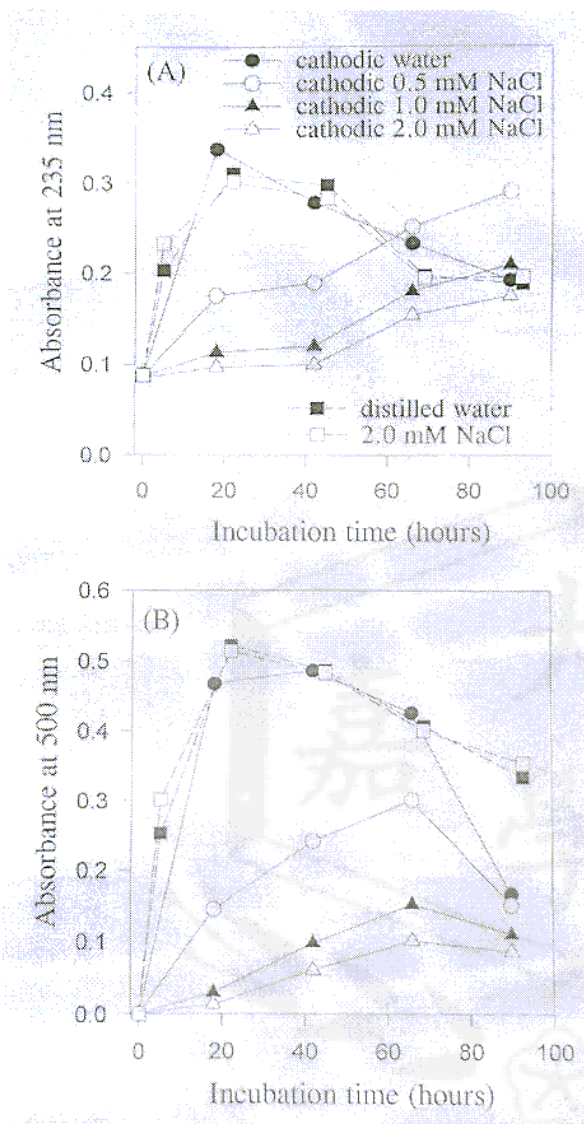 (A)
cathodic water
cathodic 0.5 mM NaCl
cathodic 1.0 mM NaCl
cathodic 2.0 mM NaCl
0.4
0.3
0.2
0.1
0.0
Absorbance at 235 nm
distilled water
2.0 mM NaCl
0 20 40 60 80 100
Incubation time (hours)
(B)
0.6
0.5
0.4
0.3
0.2
0.1
0.0
Absorbance at 500 nm
嘉
0 20 40 60 80 100
Incubation time (hours)